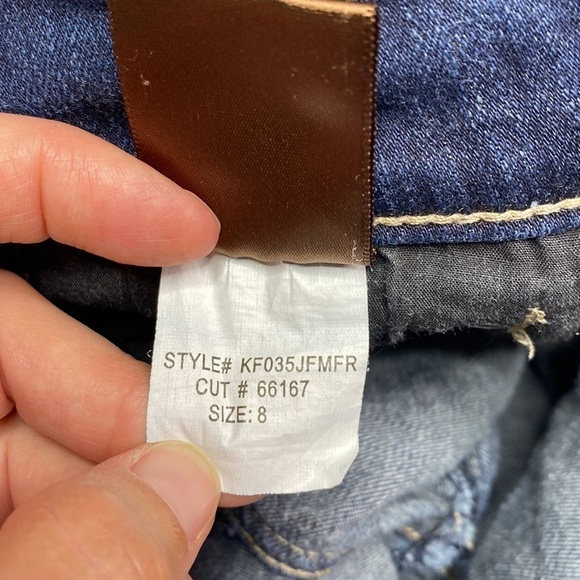 STYLE# KF035JFMFR
CUT # 66167
SIZE: 8